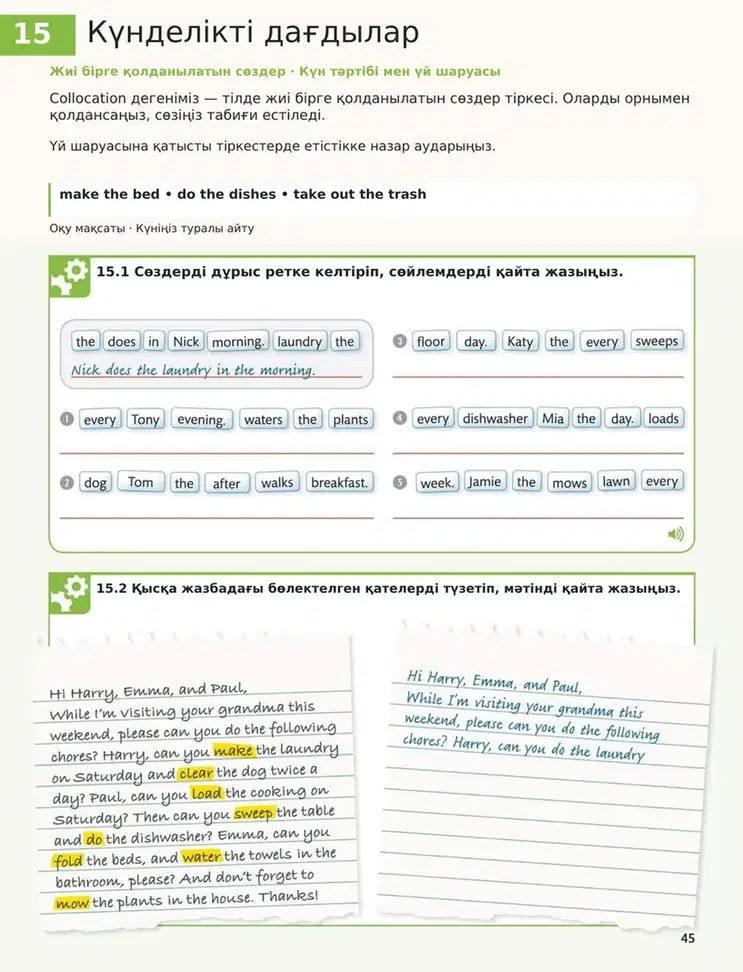 15 Күнделікті дағдылар
Жиі бірге қолданылатын сөздер · Күн тәртібі мен үй шаруасы
Collocation дегеніміз — тілде жиі бірге қолданылатын сөздер тіркесі. Оларды орнымен
қолдансаңыз, сөзіңіз табиғи естіледі.
Үй шаруасына қатысты тіркестерде етістікке назар аударыңыз.
make the bed • do the dishes • take out the trash
Оқу мақсаты · Күніңіз туралы айту
15.1 Сөздерді дұрыс ретке келтіріп, сөйлемдерді қайта жазыңыз.
the does in Nick morning. laundry the
Nick does the laundry in the morning.
1 every Tony evening. waters the plants
2 dog Tom the after walks breakfast.
3 floor day. Katy the every sweeps
4 every dishwasher Mia the day. loads
5 week. Jamie the mows lawn every
15.2 Қысқа жазбадағы бөлектелген қателерді түзетіп, мәтінді қайта жазыңыз.
Hi Harry, Emma, and Paul,
While I'm visiting your grandma this
weekend, please can you do the following
chores? Harry, can you make the laundry
on Saturday and clear the dog twice a
day? Paul, can you load the cooking on
Saturday? Then can you sweep the table
and do the dishwasher? Emma, can you
fold the beds, and water the towels in the
bathroom, please? And don't forget to
mow the plants in the house. Thanks!
Hi Harry, Emma, and Paul,
While I'm visiting your grandma this
weekend, please can you do the following
chores? Harry, can you do the laundry
45